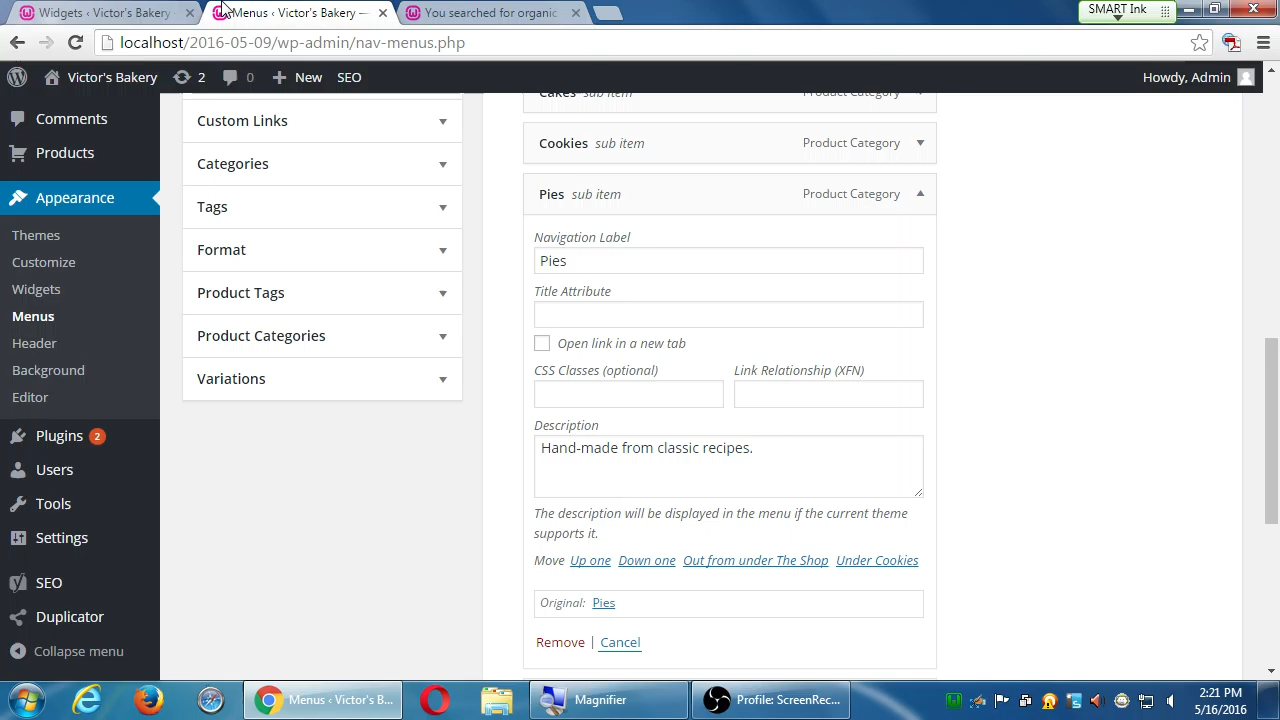 Widgets ‹ Victor's Bakery
Menus ‹ Victor's Bakery —
You searched for organic
SMART Ink
localhost/2016-05-09/wp-admin/nav-menus.php
Victor's Bakery
2
0
New
SEO
Howdy, Admin
Comments
Products
Appearance
Themes
Customize
Widgets
Menus
Header
Background
Editor
Plugins 2
Users
Tools
Settings
SEO
Duplicator
Collapse menu
Custom Links
Categories
Tags
Format
Product Tags
Product Categories
Variations
Cakes sub item Product Category
Cookies sub item Product Category
Pies sub item Product Category
Navigation Label
Pies
Title Attribute
Open link in a new tab
CSS Classes (optional) Link Relationship (XFN)
Description
Hand-made from classic recipes.
The description will be displayed in the menu if the current theme
supports it.
Move Up one Down one Out from under The Shop Under Cookies
Original: Pies
Remove | Cancel
Menus ‹ Victor's B...
Magnifier
Profile: ScreenRec...
2:21 PM
5/16/2016